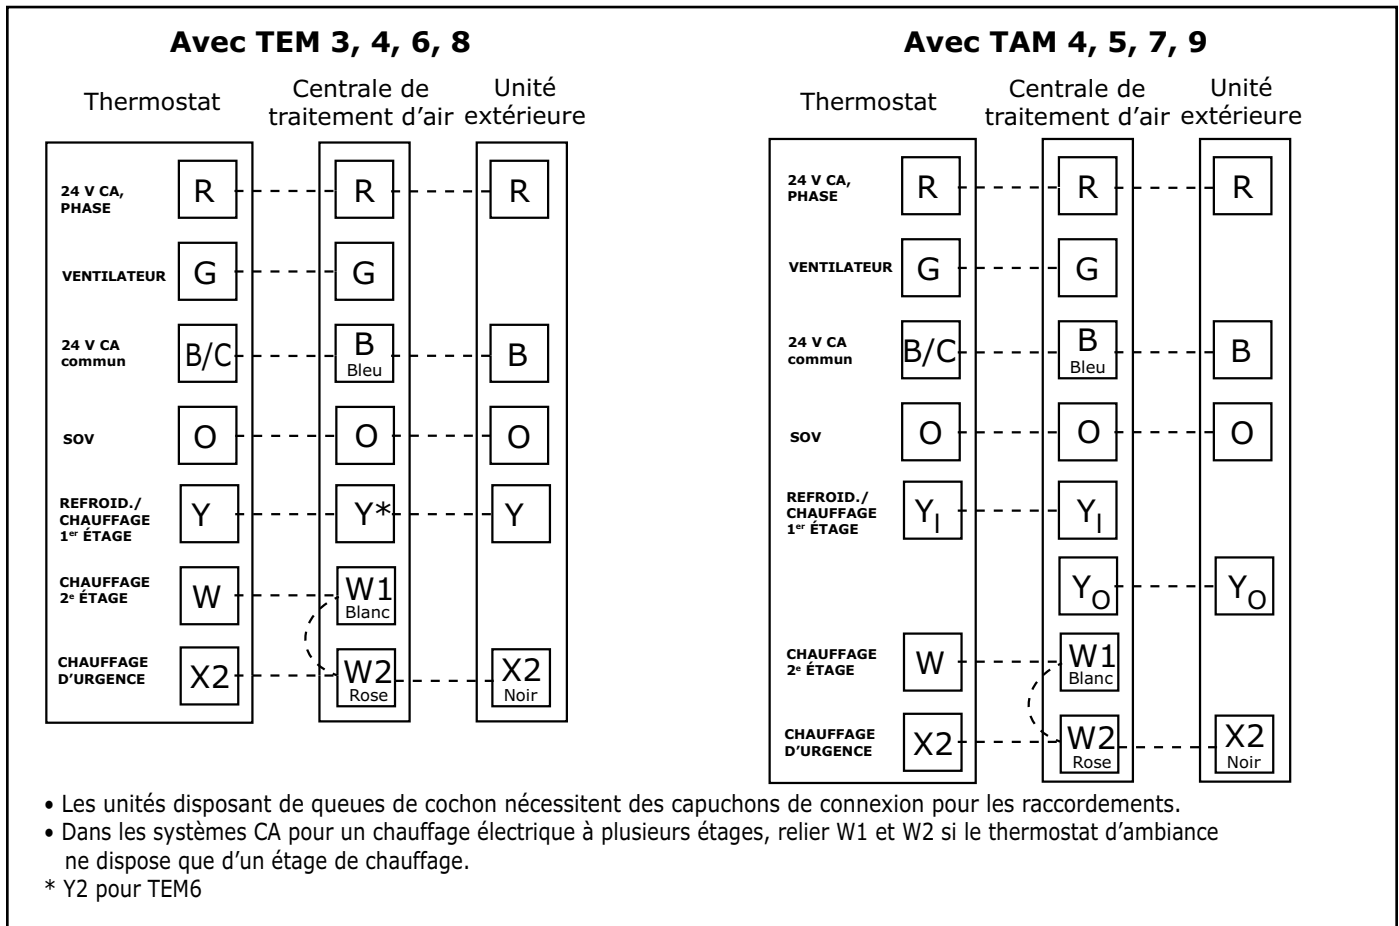 Avec TEM 3, 4, 6, 8
Thermostat
Centrale de
traitement d'air
Unité
extérieure
24 V CA,
PHASE
R
R
R
VENTILATEUR
G
G
24 V CA
commun
B/C
B
Bleu
B
SOV
O
O
O
REFROID./
CHAUFFAGE
1er ÉTAGE
Y
Y*
Y
CHAUFFAGE
2e ÉTAGE
W
W1
Blanc
CHAUFFAGE
D'URGENCE
X2
W2
Rose
X2
Noir
Avec TAM 4, 5, 7, 9
Thermostat
Centrale de
traitement d'air
Unité
extérieure
24 V CA,
PHASE
R
R
R
VENTILATEUR
G
G
24 V CA
commun
B/C
B
Bleu
B
SOV
O
O
O
REFROID./
CHAUFFAGE
1er ÉTAGE
YI
YI
YO
YO
CHAUFFAGE
2e ÉTAGE
W
W1
Blanc
CHAUFFAGE
D'URGENCE
X2
W2
Rose
X2
Noir
• Les unités disposant de queues de cochon nécessitent des capuchons de connexion pour les raccordements.
• Dans les systèmes CA pour un chauffage électrique à plusieurs étages, relier W1 et W2 si le thermostat d'ambiance
ne dispose que d'un étage de chauffage.
* Y2 pour TEM6